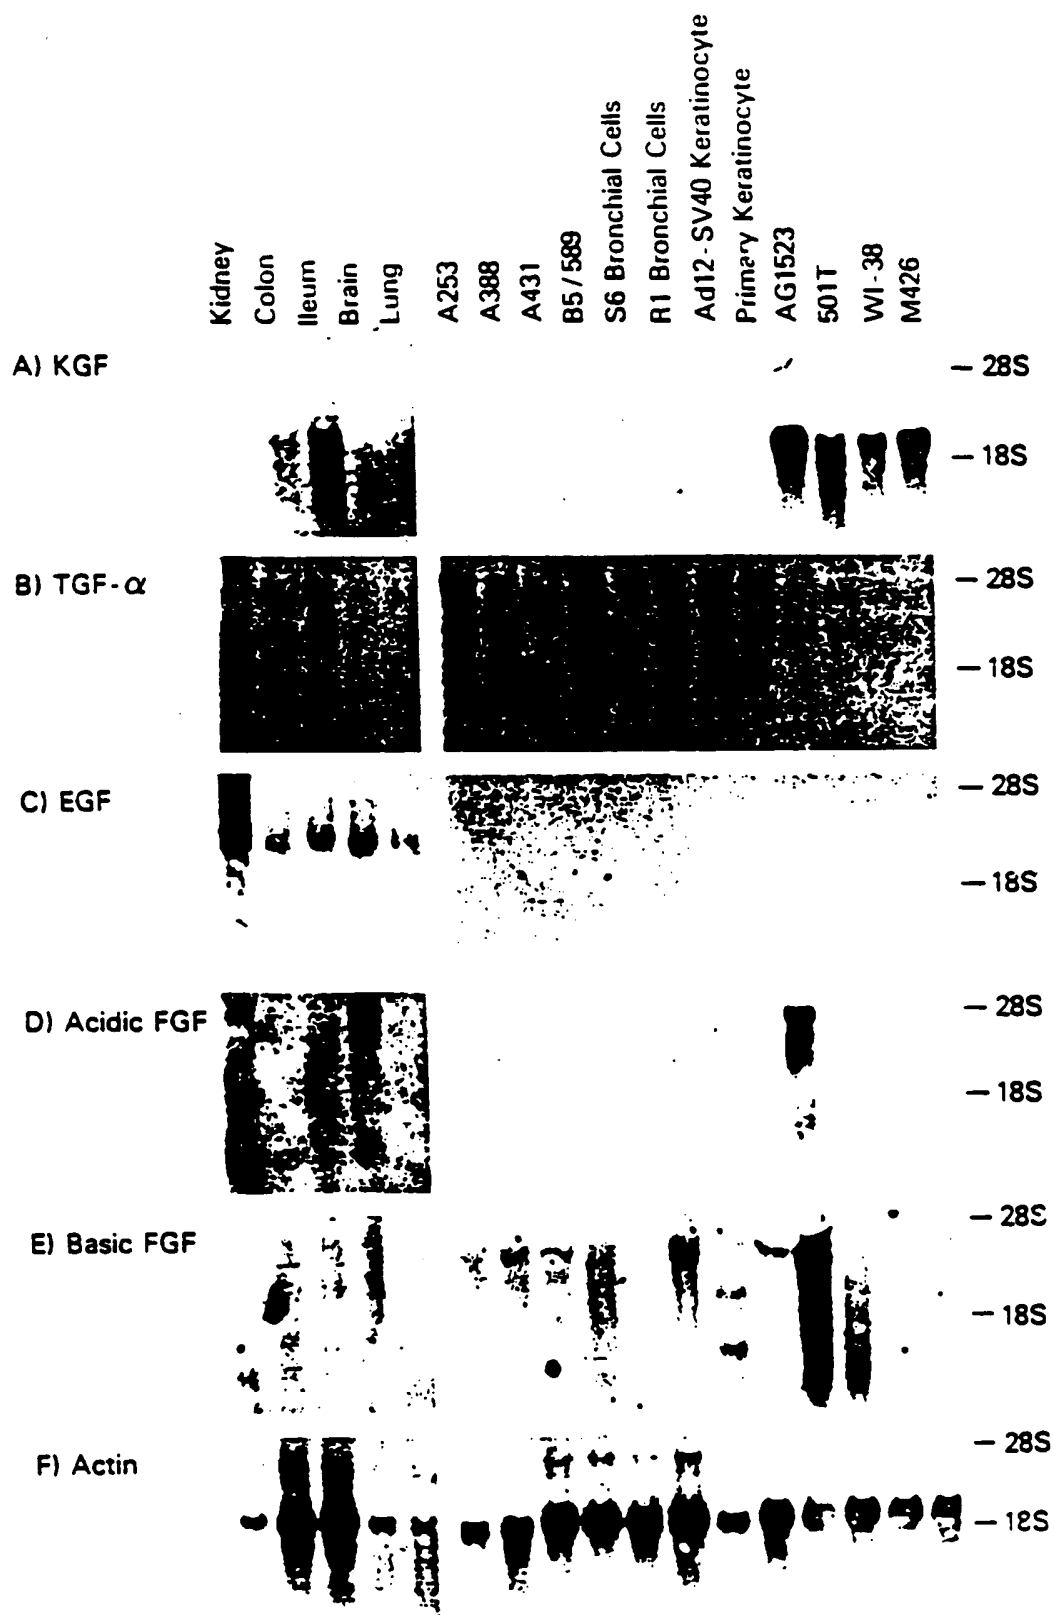 Kidney
Colon
Ileum
Brain
Lung
A253
A388
A431
B5/589
S6 Bronchial Cells
R1 Bronchial Cells
Ad12-SV40 Keratinocyte
Primary Keratinocyte
AG1523
501T
WI-38
M426
A) KGF
— 28S
— 18S
B) TGF-α
— 28S
— 18S
C) EGF
— 28S
— 18S
D) Acidic FGF
— 28S
— 18S
E) Basic FGF
— 28S
— 18S
F) Actin
— 28S
— 18S